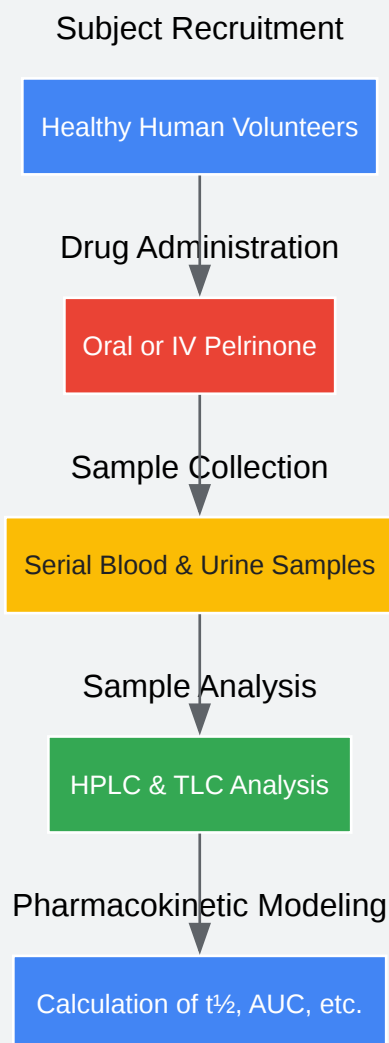 Subject Recruitment
Healthy Human Volunteers
Drug Administration
Oral or IV Pelrinone
Sample Collection
Serial Blood & Urine Samples
Sample Analysis
HPLC & TLC Analysis
Pharmacokinetic Modeling
Calculation of t½, AUC, etc.